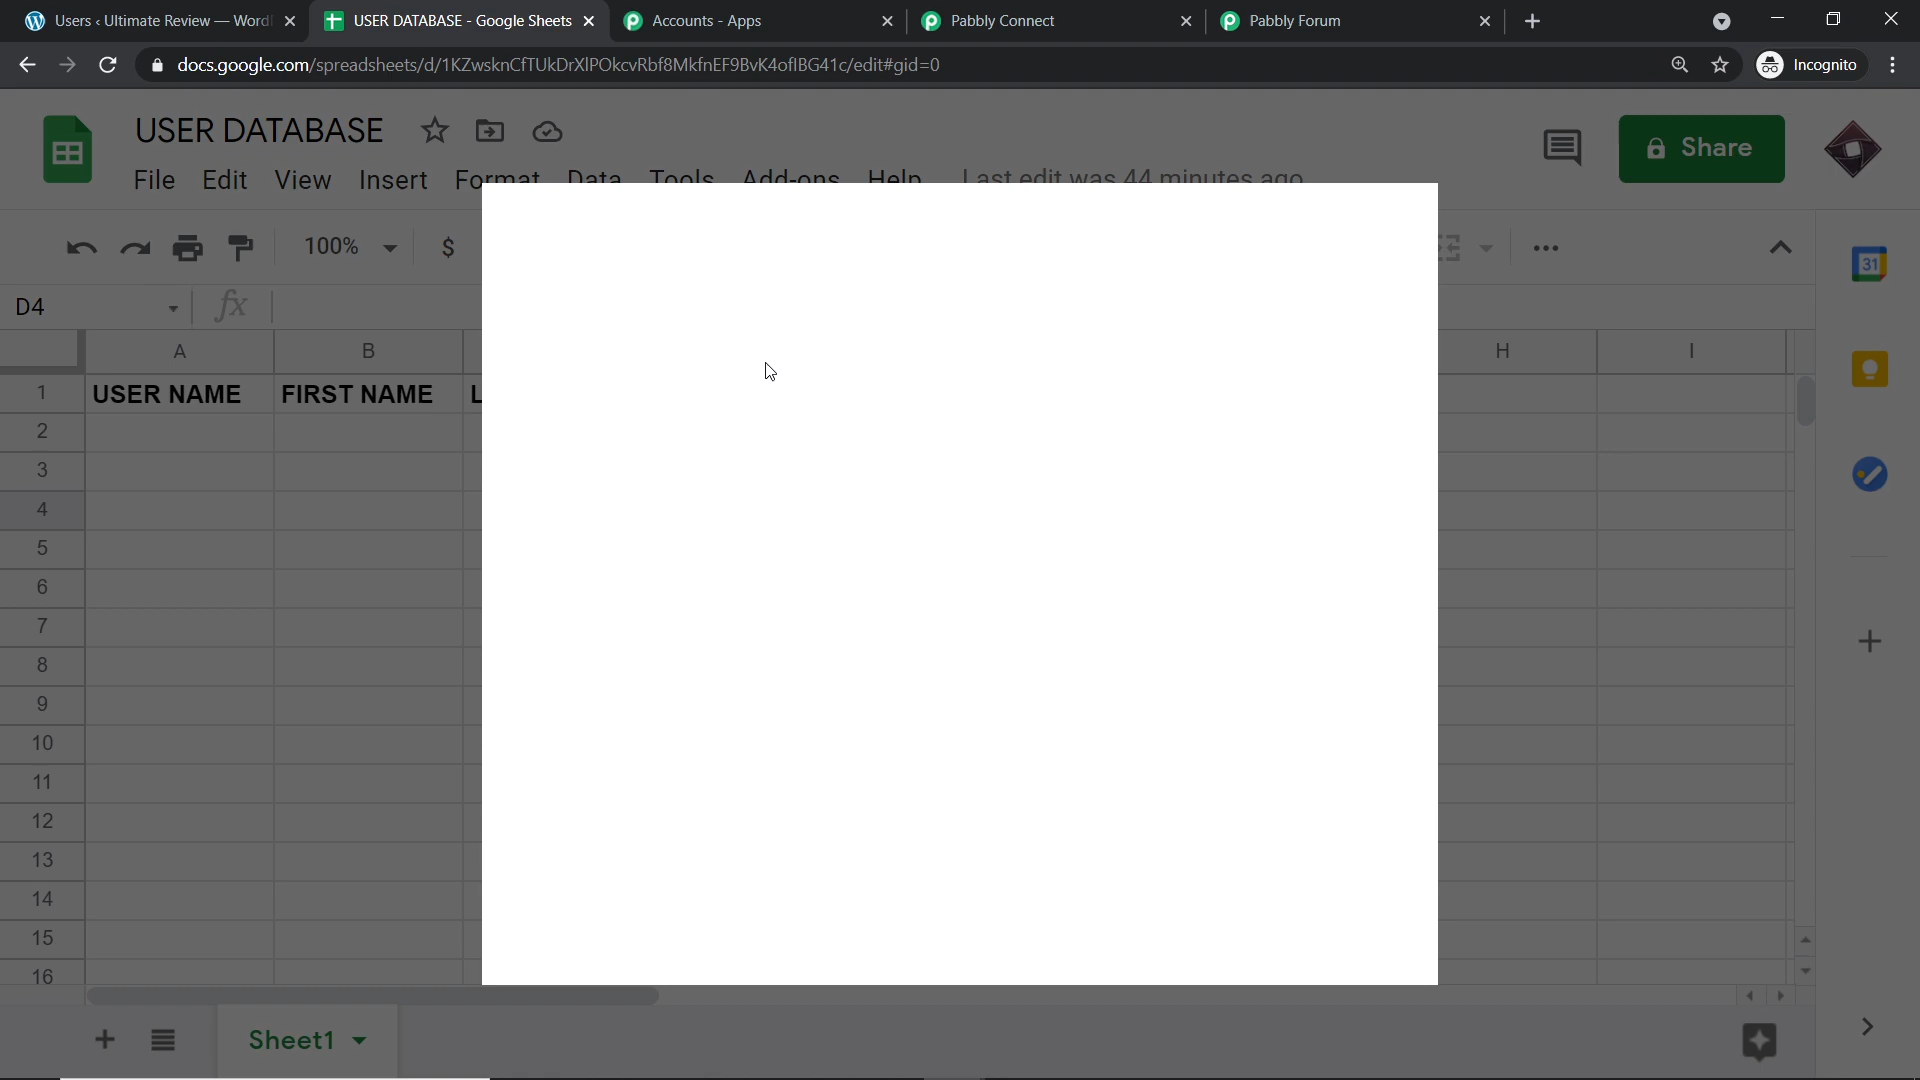 Users ‹ Ultimate Review — Word
USER DATABASE - Google Sheets
Accounts - Apps
Pabbly Connect
Pabbly Forum
docs.google.com/spreadsheets/d/1KZwsknCfTUkDrXlPOkcvRbf8MkfnEF9BvK4oflBG41c/edit#gid=0
Incognito
USER DATABASE
Share
File Edit View Insert Format Data Tools Add-ons Help Last edit was 44 minutes ago
100% $
31
D4 fx
A B H I
1 USER NAME FIRST NAME L
2
3
4
5
6
7
8
9
10
11
12
13
14
15
16
Sheet1